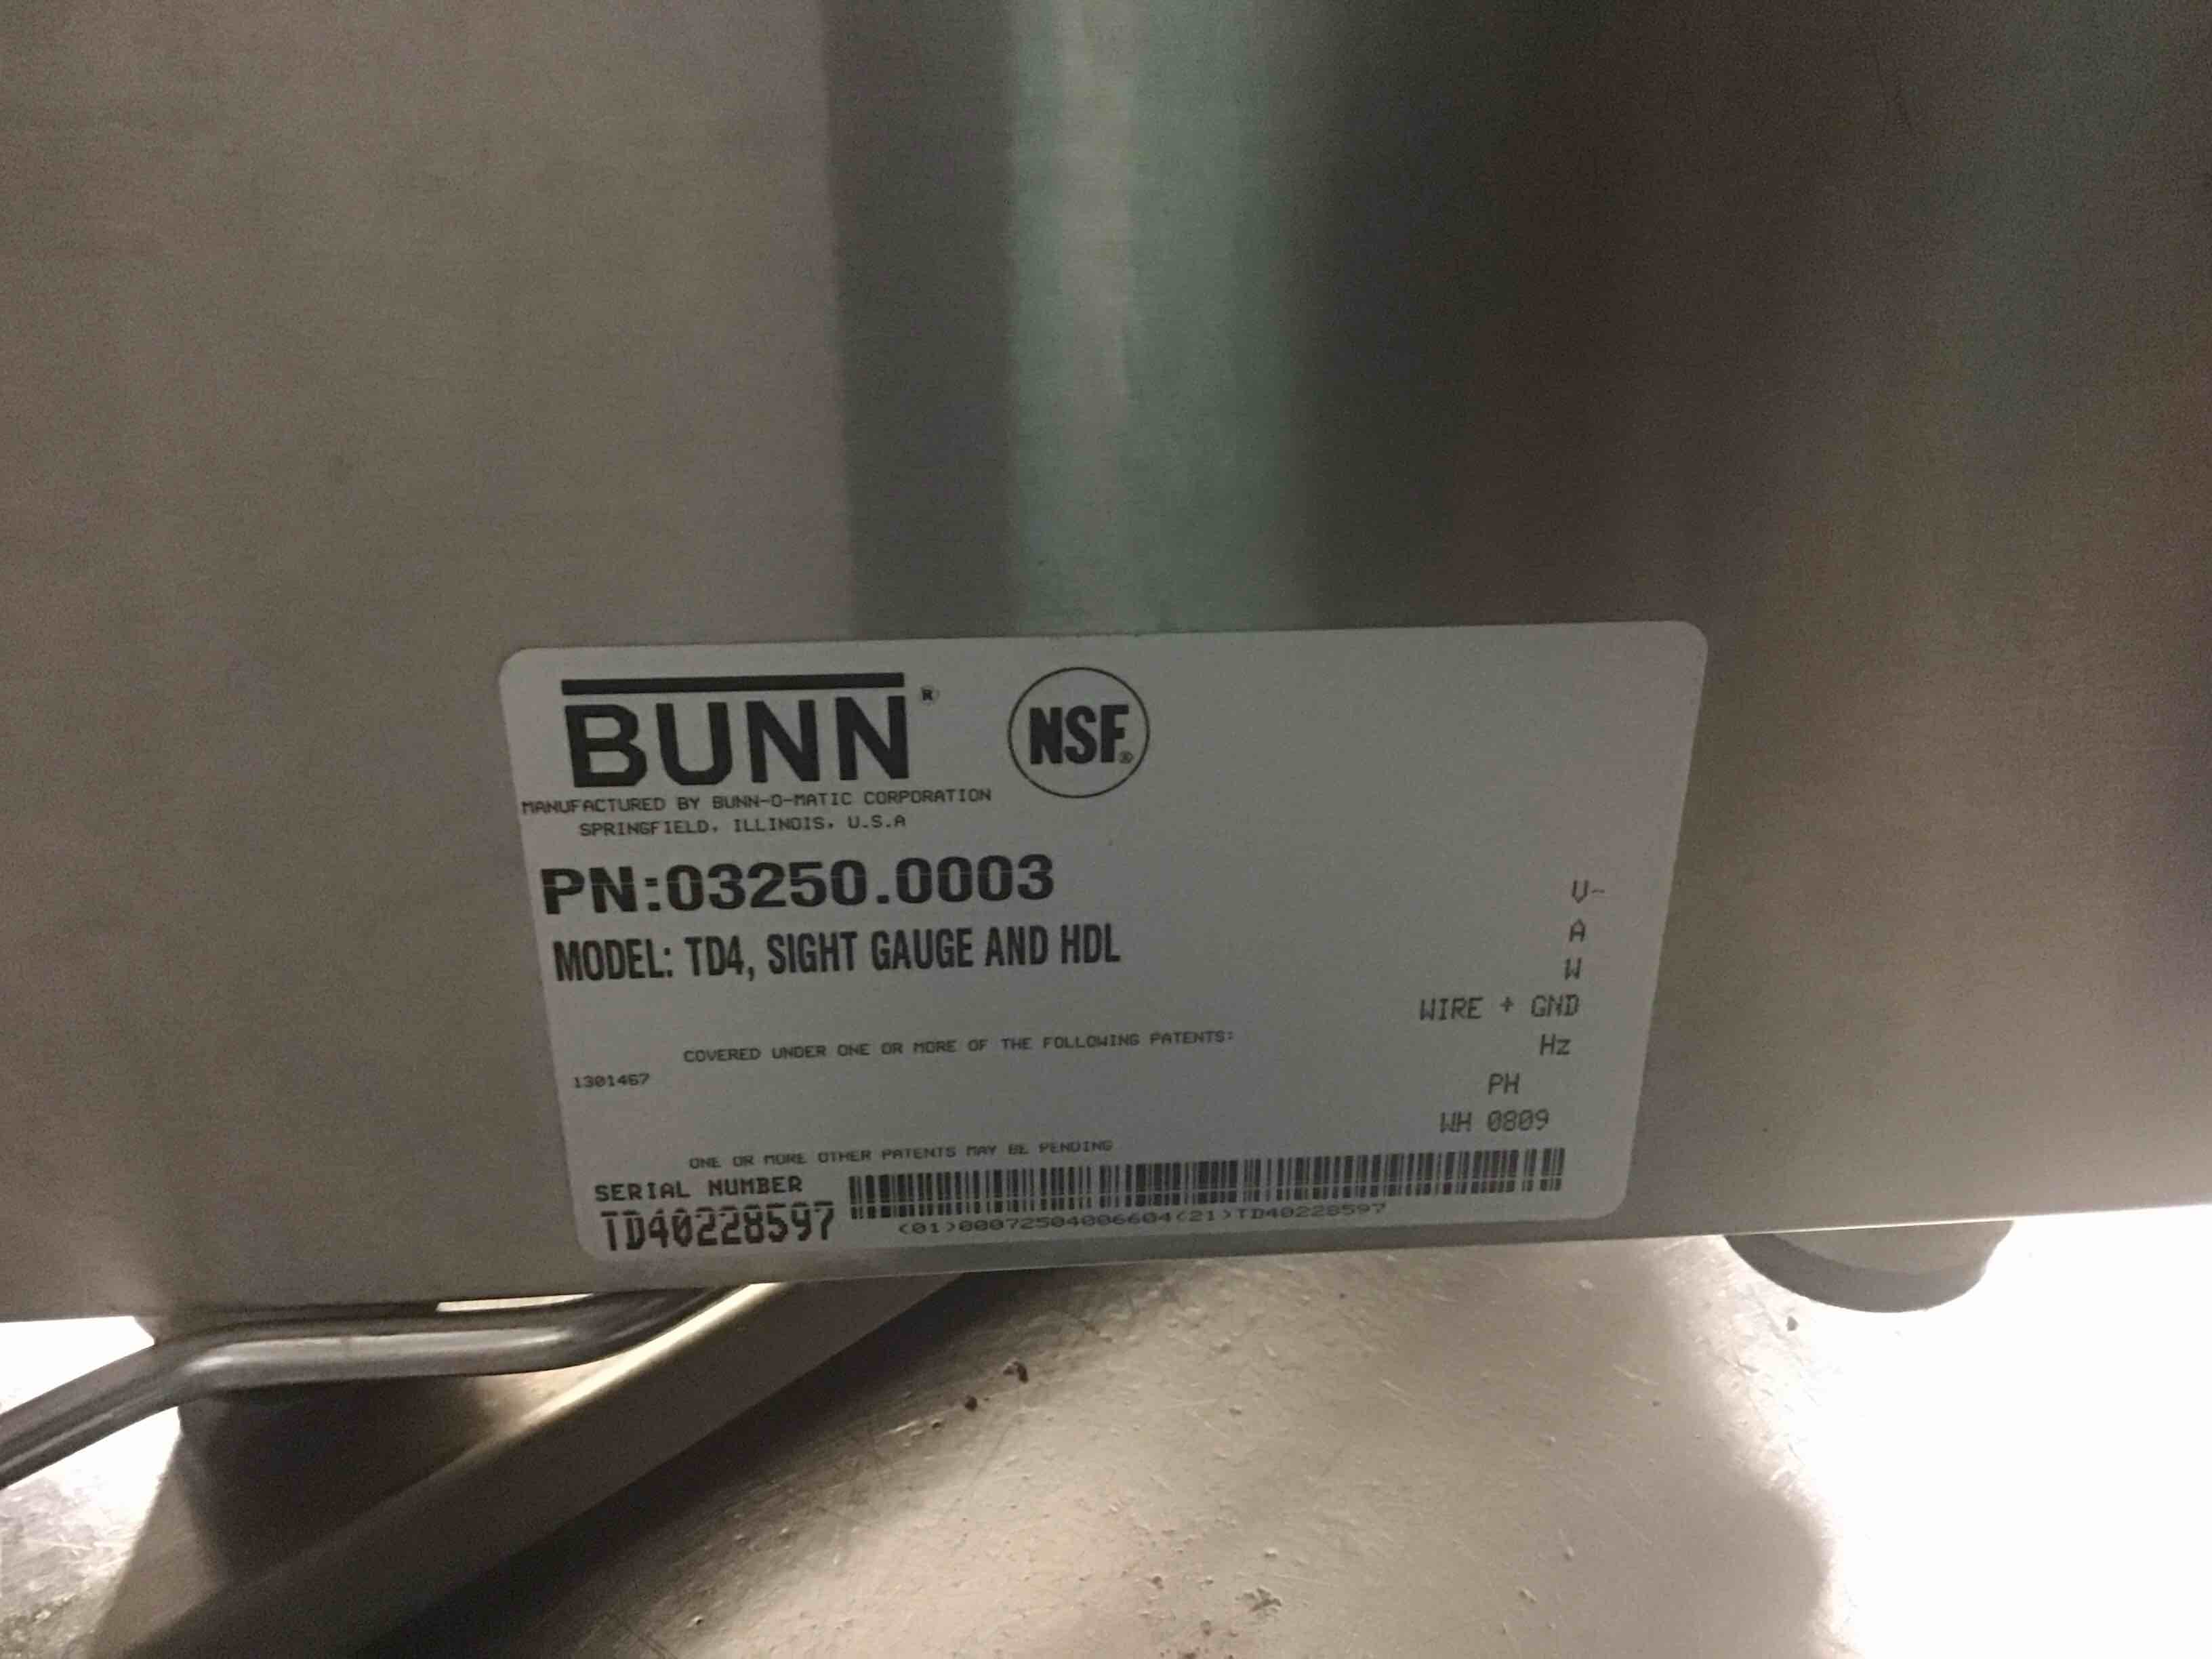 BUNN®
NSF®
MANUFACTURED BY BUNN-O-MATIC CORPORATION
SPRINGFIELD, ILLINOIS, U.S.A
PN:03250.0003
MODEL: TD4, SIGHT GAUGE AND HDL
V~
A
W
WIRE + GND
Hz
PH
WH 0809
COVERED UNDER ONE OR MORE OF THE FOLLOWING PATENTS:
1301467
ONE OR MORE OTHER PATENTS MAY BE PENDING
SERIAL NUMBER
TD40228597
(01)00072504006604(21)TD40228597